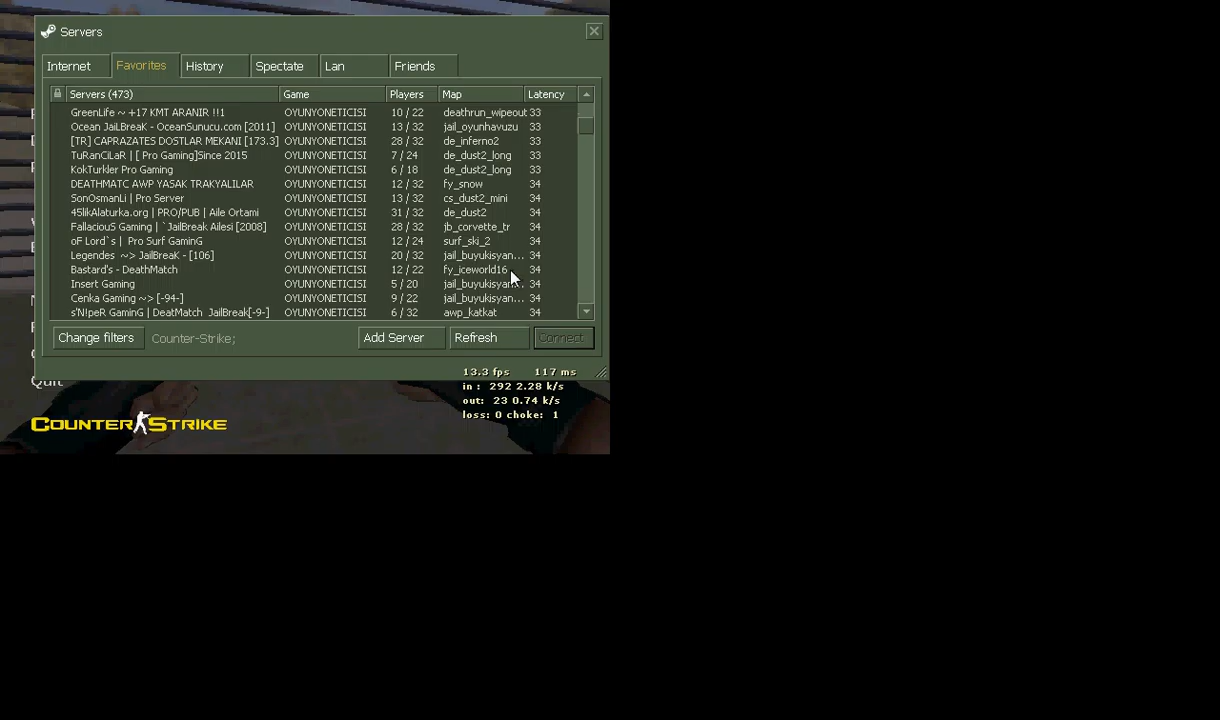 Servers
Internet Favorites History Spectate Lan Friends
Servers (473) Game Players Map Latency
GreenLife ~ +17 KMT ARANIR !!1 OYUNYONETICISI 10 / 22 deathrun_wipeout 33
Ocean JaiLBreaK - OceanSunucu.com [2011] OYUNYONETICISI 13 / 32 jail_oyunhavuzu 33
[TR] CAPRAZATES DOSTLAR MEKANI [173.3] OYUNYONETICISI 28 / 32 de_inferno2 33
TuRanCiLaR | [ Pro Gaming]Since 2015 OYUNYONETICISI 7 / 24 de_dust2_long 33
KokTurkler Pro Gaming OYUNYONETICISI 6 / 18 de_dust2_long 33
DEATHMATC AWP YASAK TRAKYALILAR OYUNYONETICISI 12 / 32 fy_snow 34
SonOsmanLi | Pro Server OYUNYONETICISI 13 / 32 cs_dust2_mini 34
45likAlaturka.org | PRO/PUB | Aile Ortami OYUNYONETICISI 31 / 32 de_dust2 34
FallaciouS Gaming | `JailBreak Ailesi [2008] OYUNYONETICISI 28 / 32 jb_corvette_tr 34
oF Lord`s | Pro Surf GaminG OYUNYONETICISI 12 / 24 surf_ski_2 34
Legendes ~> JailBreaK - [106] OYUNYONETICISI 20 / 32 jail_buyukisyan... 34
Bastard's - DeathMatch OYUNYONETICISI 12 / 22 fy_iceworld16 34
Insert Gaming OYUNYONETICISI 5 / 20 jail_buyukisyan... 34
Cenka Gaming ~> [-94-] OYUNYONETICISI 9 / 22 jail_buyukisyan... 34
s'N!peR GaminG | DeatMatch JailBreak[-9-] OYUNYONETICISI 6 / 32 awp_katkat 34
Change filters Counter-Strike; Add Server Refresh Connect
13.3 fps 117 ms
in : 292 2.28 k/s
Quit out: 23 0.74 k/s
loss: 0 choke: 1
COUNTER STRIKE